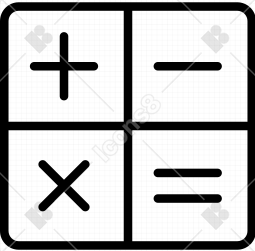 + −
× =
icons8